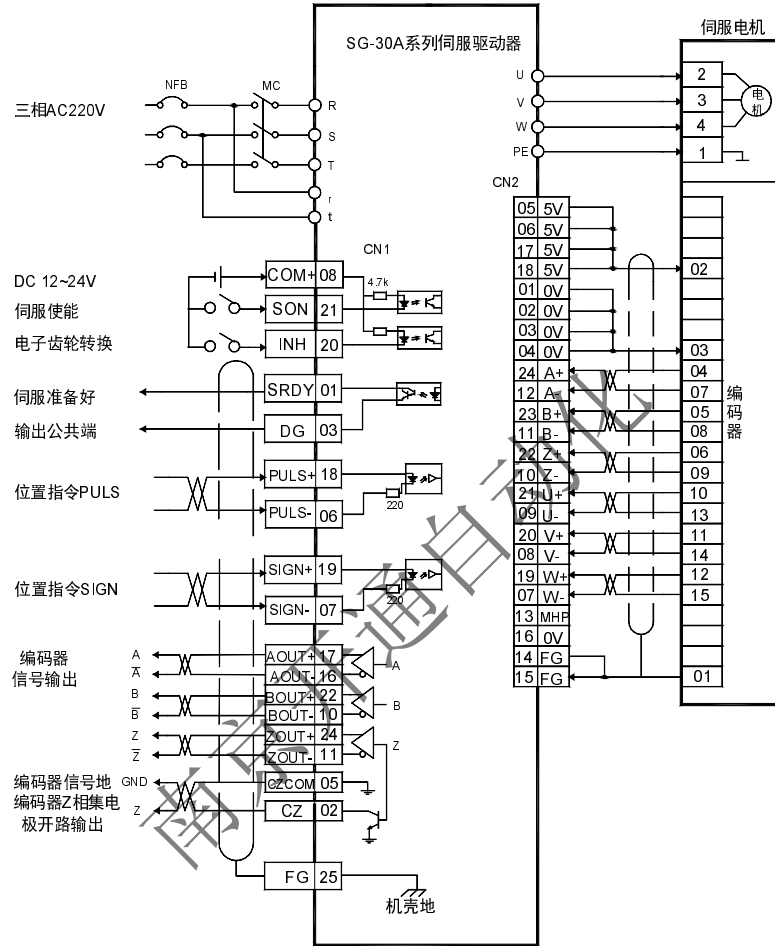 SG-30A系列伺服驱动器
伺服电机
NFB
MC
三相AC220V
R
S
T
r
t
U
V
W
PE
2
3
4
1
电机
CN2
CN1
DC 12~24V
COM+ 08
4.7k
伺服使能
SON 21
电子齿轮转换
INH 20
伺服准备好
SRDY 01
输出公共端
DG 03
位置指令PULS
PULS+ 18
PULS- 06
220
位置指令SIGN
SIGN+ 19
SIGN- 07
220
编码器
信号输出
A
A
B
B
Z
Z
AOUT+ 17
AOUT- 16
BOUT+ 22
BOUT- 10
ZOUT+ 24
ZOUT- 11
A
B
Z
编码器信号地 GND
CZCOM 05
编码器Z相集电
极开路输出
Z
CZ 02
FG 25
机壳地
05 5V
06 5V
17 5V
18 5V
01 0V
02 0V
03 0V
04 0V
24 A+
12 A-
23 B+
11 B-
22 Z+
10 Z-
21 U+
09 U-
20 V+
08 V-
19 W+
07 W-
13 MHP
16 0V
14 FG
15 FG
02
03
04
07
05
08
06
09
10
13
11
14
12
15
01
编码器
南京开通自动化